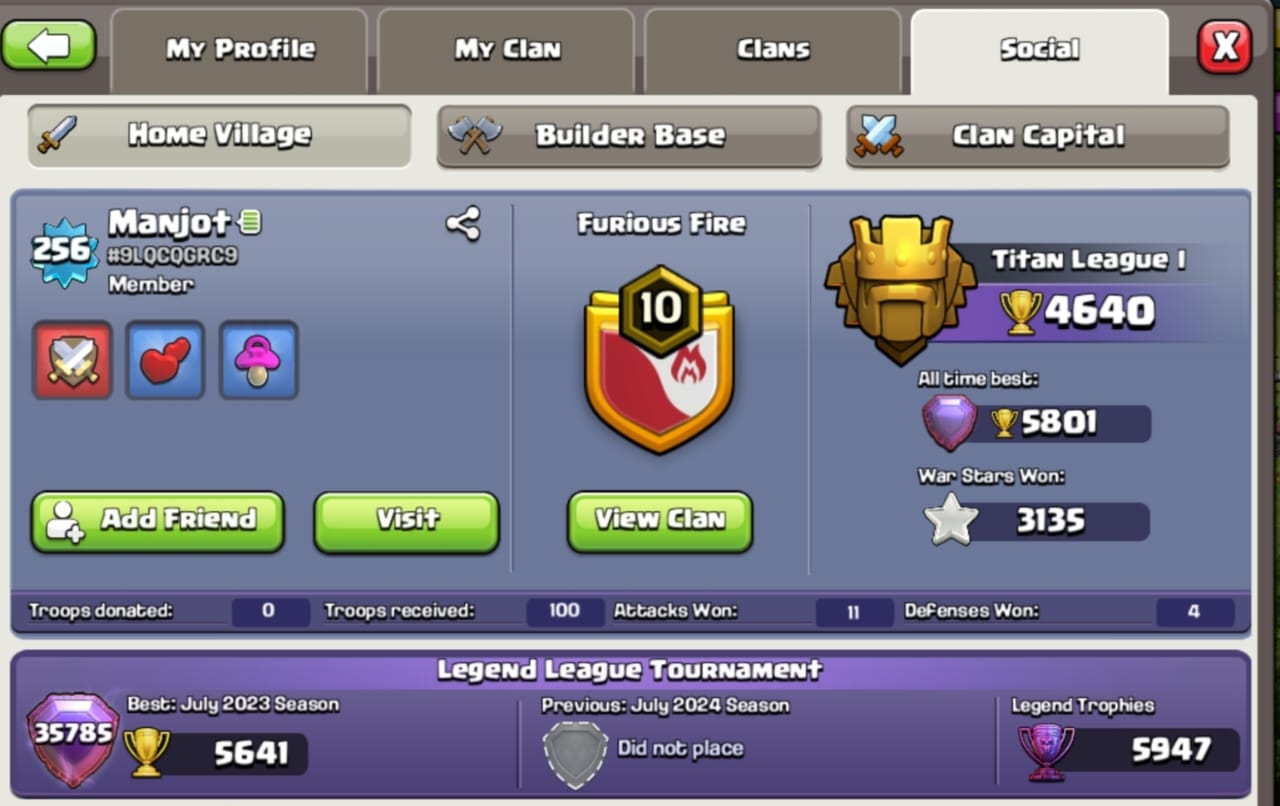 My Profile
My Clan
Clans
Social
X
Home Village
Builder Base
Clan Capital
256
Manjot
#9LQCQGRC9
Member
Add Friend
Visit
Furious Fire
10
View Clan
Titan League I
4640
All time best:
5801
War Stars Won:
3135
Troops donated: 0
Troops received: 100
Attacks Won: 11
Defenses Won: 4
Legend League Tournament
35785
Best: July 2023 Season
5641
Previous: July 2024 Season
Did not place
Legend Trophies
5947